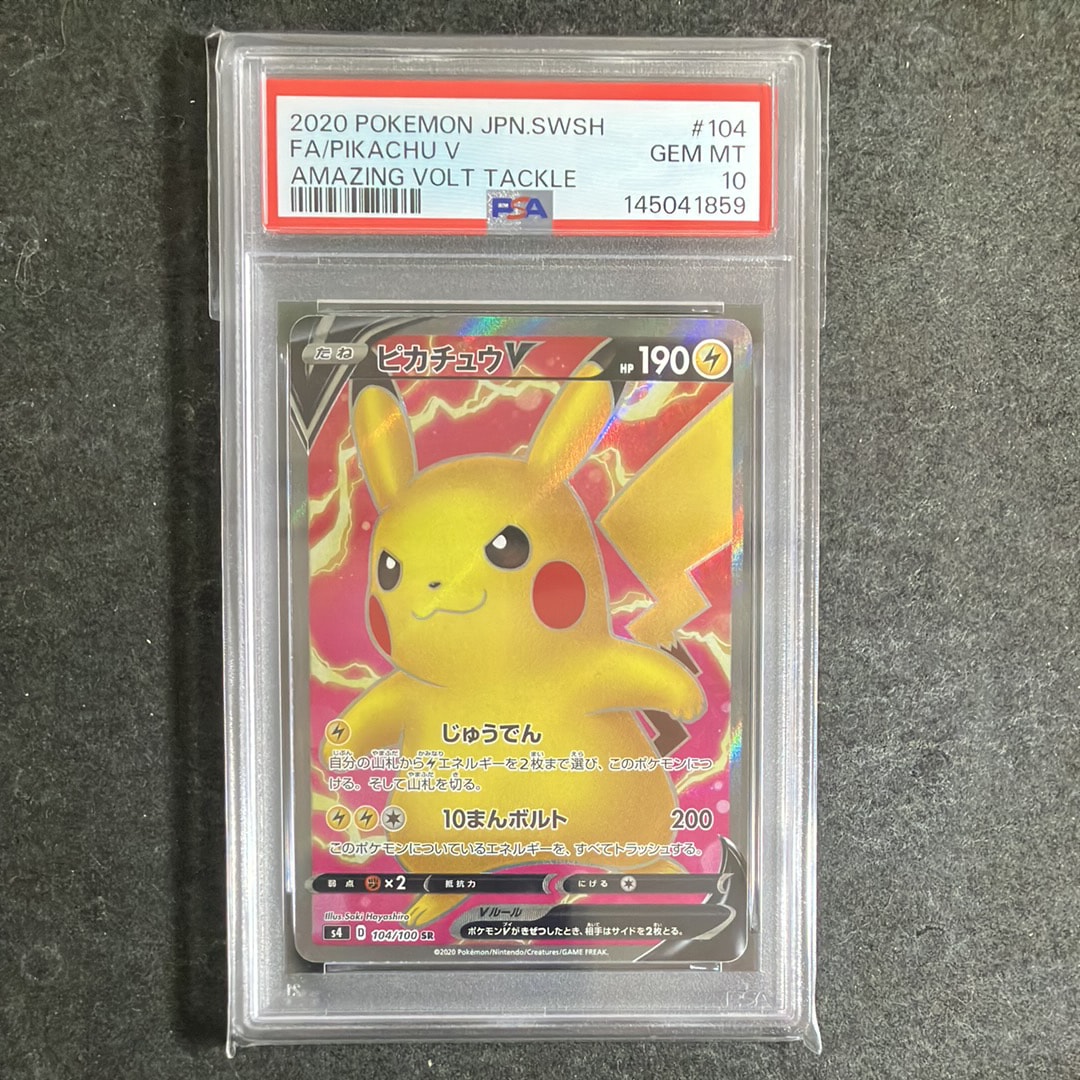 2020 POKEMON JPN.SWSH #104
FA/PIKACHU V GEM MT
AMAZING VOLT TACKLE 10
PSA 145041859
たね ピカチュウV HP 190
じゅうでん
自分の山札からエネルギーを2枚まで選び、このポケモンにつ
ける。そして山札を切る。
10まんボルト 200
このポケモンについているエネルギーを、すべてトラッシュする。
弱点 ×2 抵抗力 にげる
Illus. Saki Hayashiro
Vルール
s4 D 104/100 SR ポケモンVがきぜつしたとき、相手はサイドを2枚とる。
©2020 Pokémon/Nintendo/Creatures/GAME FREAK.
PSA